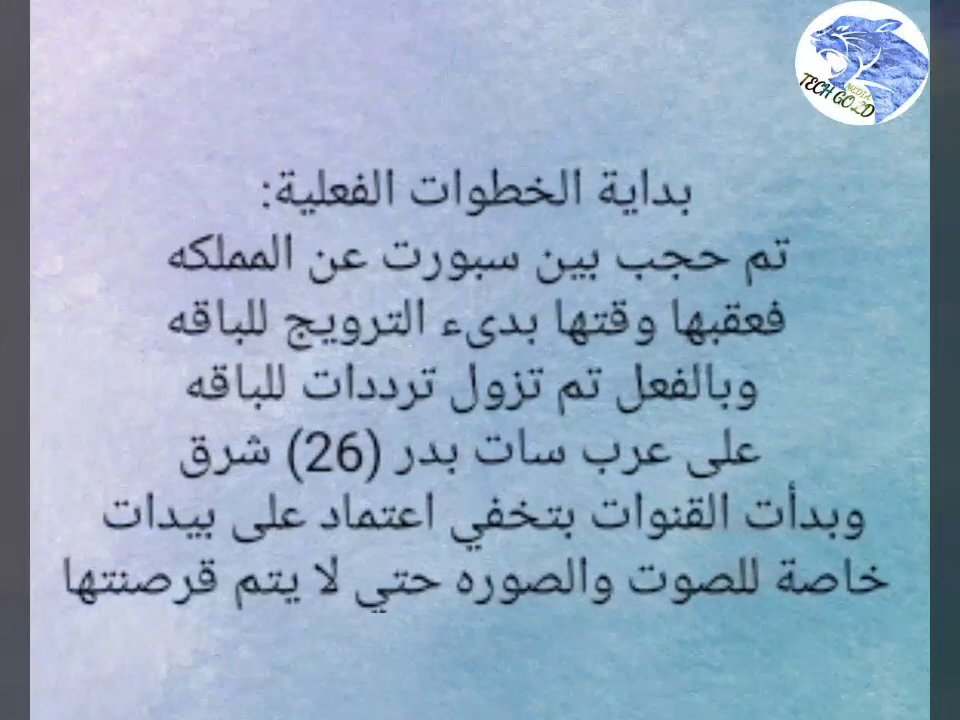 TECH GOLD
MEDIA
بداية الخطوات الفعلية:
تم حجب بين سبورت عن المملكه
فعقبها وقتها بدىء الترويج للباقه
وبالفعل تم تزول ترددات للباقه
على عرب سات بدر (26) شرق
وبدأت القنوات بتخفي اعتماد على بيدات
خاصة للصوت والصوره حتي لا يتم قرصنتها